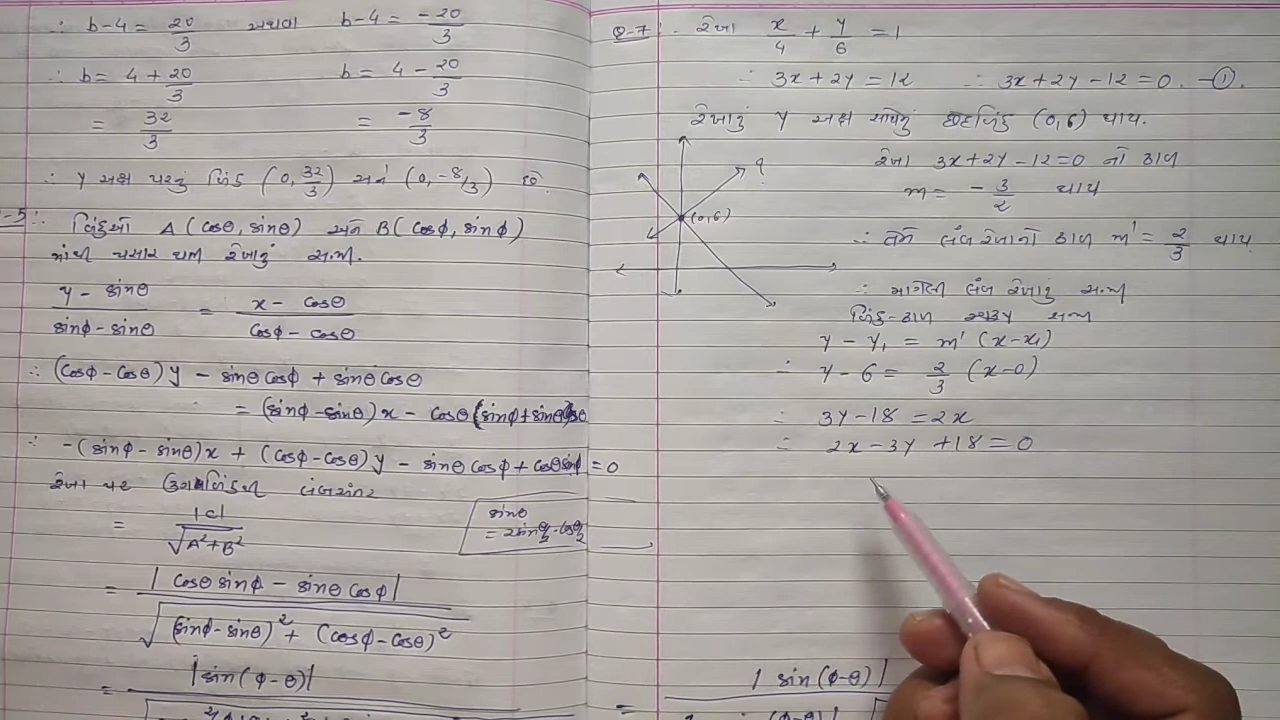 ∴ b-4 = 20/3 અથવા b-4 = -20/3
∴ b = 4 + 20/3 b = 4 - 20/3
= 32/3 = -8/3
∴ Y અક્ષ પરનું બિંદુ (0, 32/3) અને (0, -8/3) છે.
-5 ∴ બિંદુઓ A (cosθ, sinθ) અને B (cosϕ, sinϕ)
માંથી પસાર થતી રેખાનું સમી.
y - sinθ / sinϕ - sinθ = x - cosθ / cosϕ - cosθ
∴ (cosϕ - cosθ) y - sinθ cosϕ + sinθ cosθ
= (sinϕ - sinθ) x - cosθ (sinϕ + sinθ cosθ
∴ -(sinϕ - sinθ) x + (cosϕ - cosθ) y - sinθ cosϕ + cosθ sinϕ = 0
રેખા પર લંબઅંતર
= |C| / √A²+B²
sinθ
= 2 sin θ/2 · cos θ/2
= | cosθ sinϕ - sinθ cosϕ | / √(sinϕ - sinθ)² + (cosϕ - cosθ)²
= | sin(ϕ - θ) |
Q-7 ∴ રેખા x/4 + y/6 = 1
∴ 3x + 2y = 12 ∴ 3x + 2y - 12 = 0. - ①.
રેખાનું Y અક્ષ સાથેનું છેદબિંદુ (0,6) થાય.
રેખા 3x + 2y - 12 = 0 નો ઢાળ
m = - 3/2 થાય
?
(0,6)
∴ તેને લંબ રેખાનો ઢાળ m' = 2/3 થાય
∴ માગેલી લંબ રેખાનું સમી
બિંદુ-ઢાળ સ્વરૂપ સમી
y - y₁ = m' (x - x₁)
∴ y - 6 = 2/3 (x - 0)
∴ 3y - 18 = 2x
∴ 2x - 3y + 18 = 0
= | sin(ϕ - θ) |